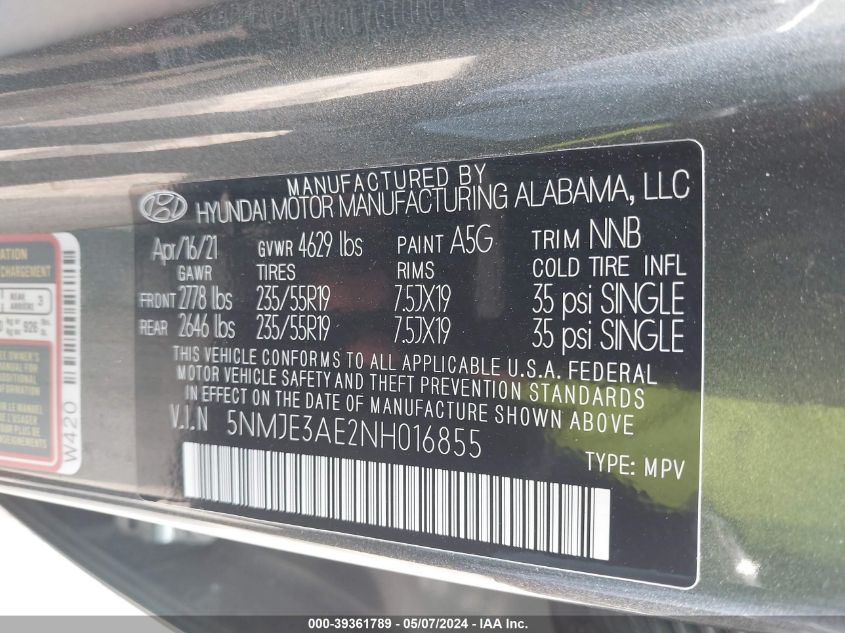 MANUFACTURED BY
HYUNDAI MOTOR MANUFACTURING ALABAMA, LLC
Apr/16/21 GVWR 4629 lbs PAINT A5G TRIM NNB
GAWR TIRES RIMS COLD TIRE INFL
FRONT 2778 lbs 235/55R19 7.5JX19 35 psi SINGLE
REAR 2646 lbs 235/55R19 7.5JX19 35 psi SINGLE
THIS VEHICLE CONFORMS TO ALL APPLICABLE U.S.A. FEDERAL
MOTOR VEHICLE SAFETY AND THEFT PREVENTION STANDARDS
IN EFFECT ON THE DATE OF MANUFACTURE SHOWN ABOVE
V.I.N 5NMJE3AE2NH016855
TYPE: MPV
REAR 3
926
W420
000-39361789 - 05/07/2024 - IAA Inc.